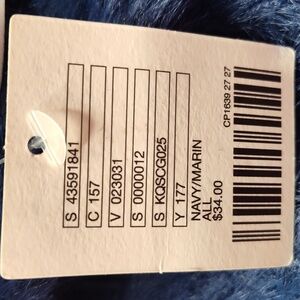 S 43591841
C 157
V 023031
S 0000012
S KQSCG025
Y 177
NAVY/MARIN
ALL
$34.00
CP1639 27 27